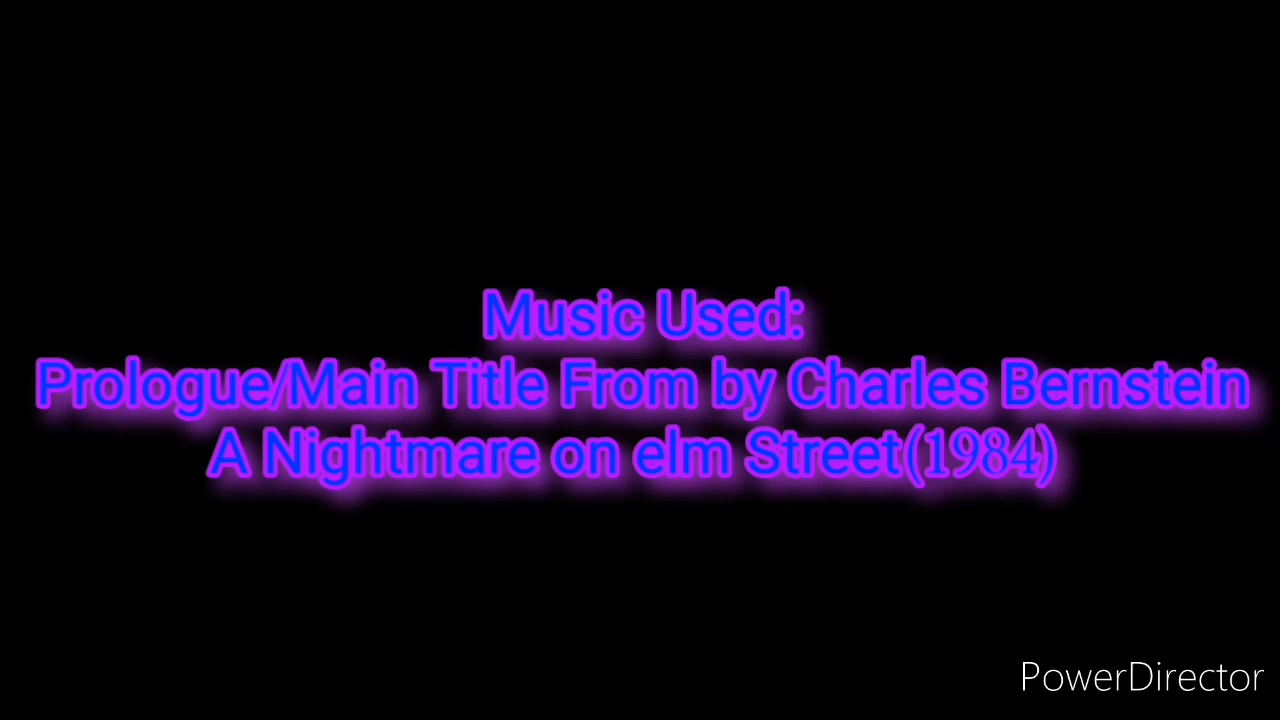 Music Used:
Prologue/Main Title From by Charles Bernstein
A Nightmare on elm Street(1984)
PowerDirector